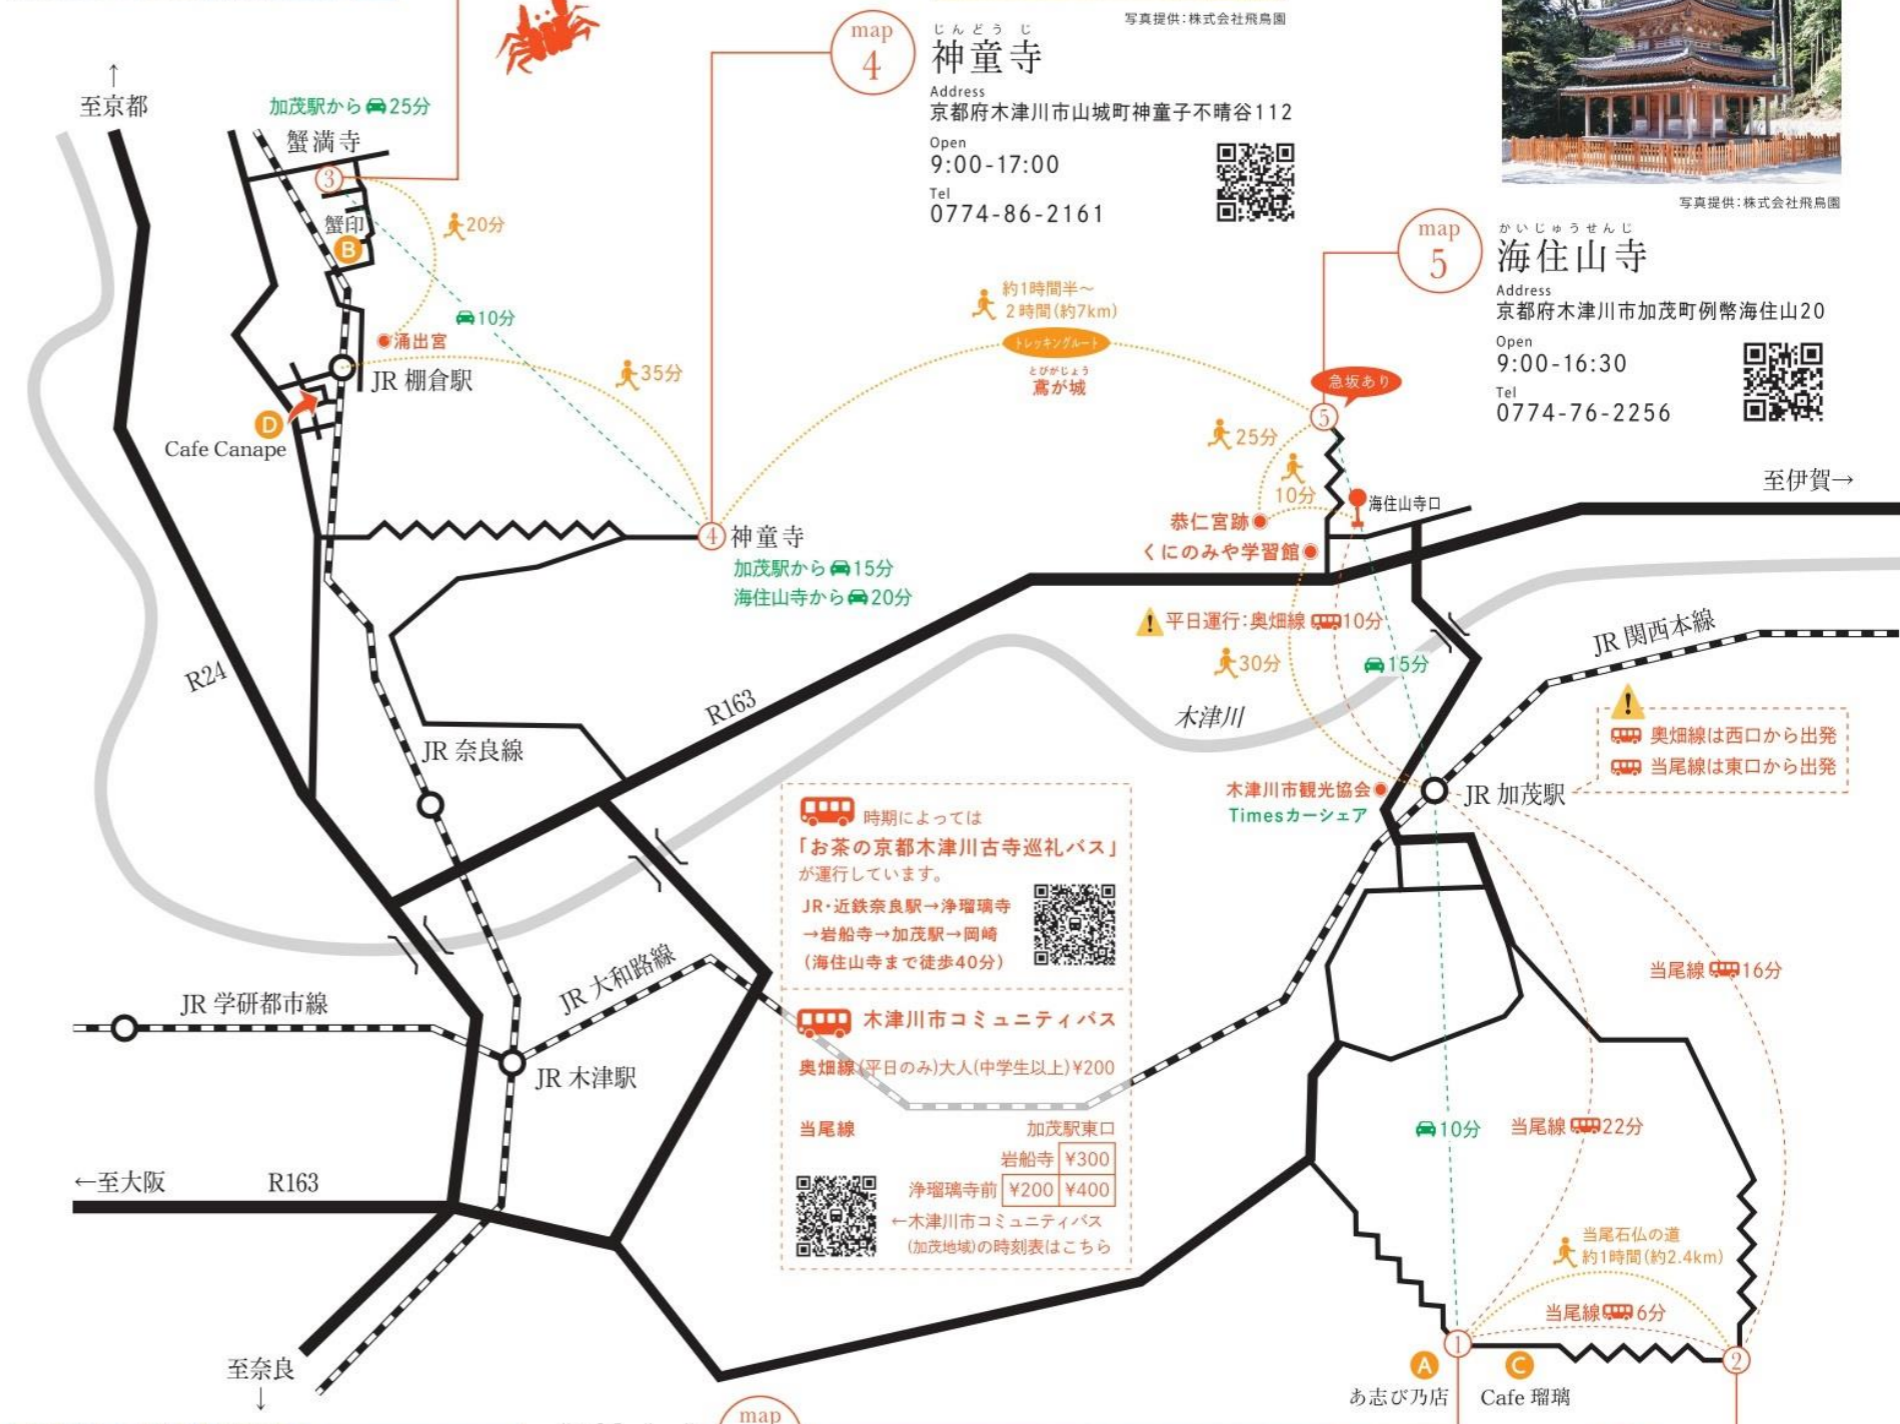 写真提供:株式会社飛鳥園
map
4
じんどうじ
神童寺
Address
京都府木津川市山城町神童子不晴谷112
Open
9:00-17:00
Tel
0774-86-2161
写真提供:株式会社飛鳥園
map
5
かいじゅうせんじ
海住山寺
Address
京都府木津川市加茂町例幣海住山20
Open
9:00-16:30
Tel
0774-76-2256
↑
至京都
加茂駅から25分
蟹満寺
3
蟹印
B
20分
10分
涌出宮
JR 棚倉駅
35分
D
Cafe Canape
約1時間半〜
2時間(約7km)
トレッキングルート
とびがじょう
鳶が城
急坂あり
5
25分
10分
海住山寺口
恭仁宮跡
くにのみや学習館
至伊賀→
4
神童寺
加茂駅から15分
海住山寺から20分
平日運行:奥畑線 10分
30分
15分
R24
R163
木津川
JR 関西本線
奥畑線は西口から出発
当尾線は東口から出発
JR 奈良線
木津川市観光協会
Timesカーシェア
JR 加茂駅
時期によっては
「お茶の京都木津川古寺巡礼バス」
が運行しています。
JR・近鉄奈良駅→浄瑠璃寺
→岩船寺→加茂駅→岡崎
(海住山寺まで徒歩40分)
木津川市コミュニティバス
奥畑線(平日のみ)大人(中学生以上)¥200
当尾線
加茂駅東口
岩船寺 ¥300
浄瑠璃寺前 ¥200 ¥400
←木津川市コミュニティバス
(加茂地域)の時刻表はこちら
JR 学研都市線
JR 大和路線
JR 木津駅
当尾線 16分
10分
当尾線 22分
←至大阪
R163
当尾石仏の道
約1時間(約2.4km)
当尾線 6分
1
2
A
あ志び乃店
C
Cafe 瑠璃
至奈良
↓
map